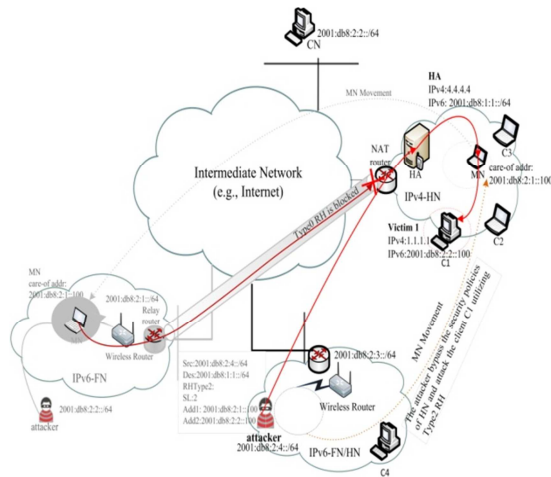 2001:db8:2:2::/64
CN
MN Movement
HA
IPv4:4.4.4.4
IPv6: 2001:db8:1:1::/64
NAT
router
HA
C3
MN
care-of addr:
2001:db8:2:1::100
IPv4-HN
Intermediate Network
(e.g., Internet)
Type0 RH is blocked
Victim 1
IPv4:1.1.1.1
IPv6:2001:db8:2:2::100
C1
C2
MN
care-of addr:
2001:db8:2:1::100
2001:db8:2:1::/64
Relay
router
Wireless Router
IPv6-FN
2001:db8:2:2::/64
attacker
Src:2001:db8:2:4::/64
Des:2001:db8:1:1::/64
RHType2:
SL:2
Add1: 2001:db8:2:1::100
Add2:2001:db8:2:2::100
2001:db8:2:3::/64
Wireless Router
attacker
2001:db8:2:4::/64
IPv6-FN/HN
C4
MN Movement
The attacker bypass the security policies
of HN and attack the client C1 utilizing
Type2 RH